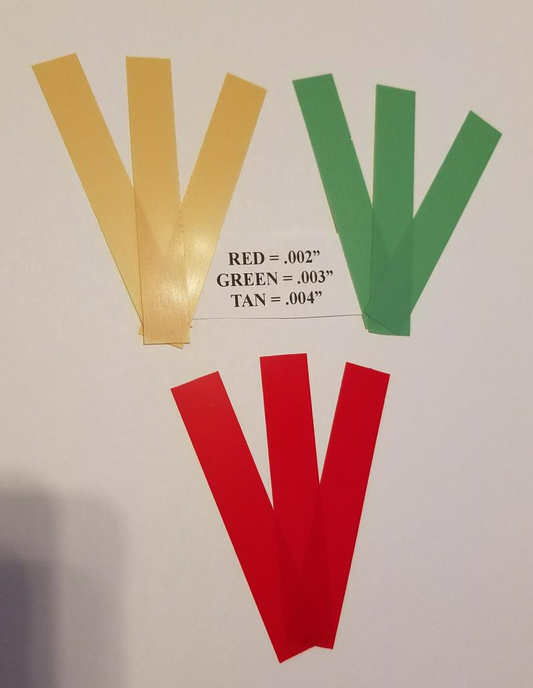 RED = .002”
GREEN = .003”
TAN = .004”